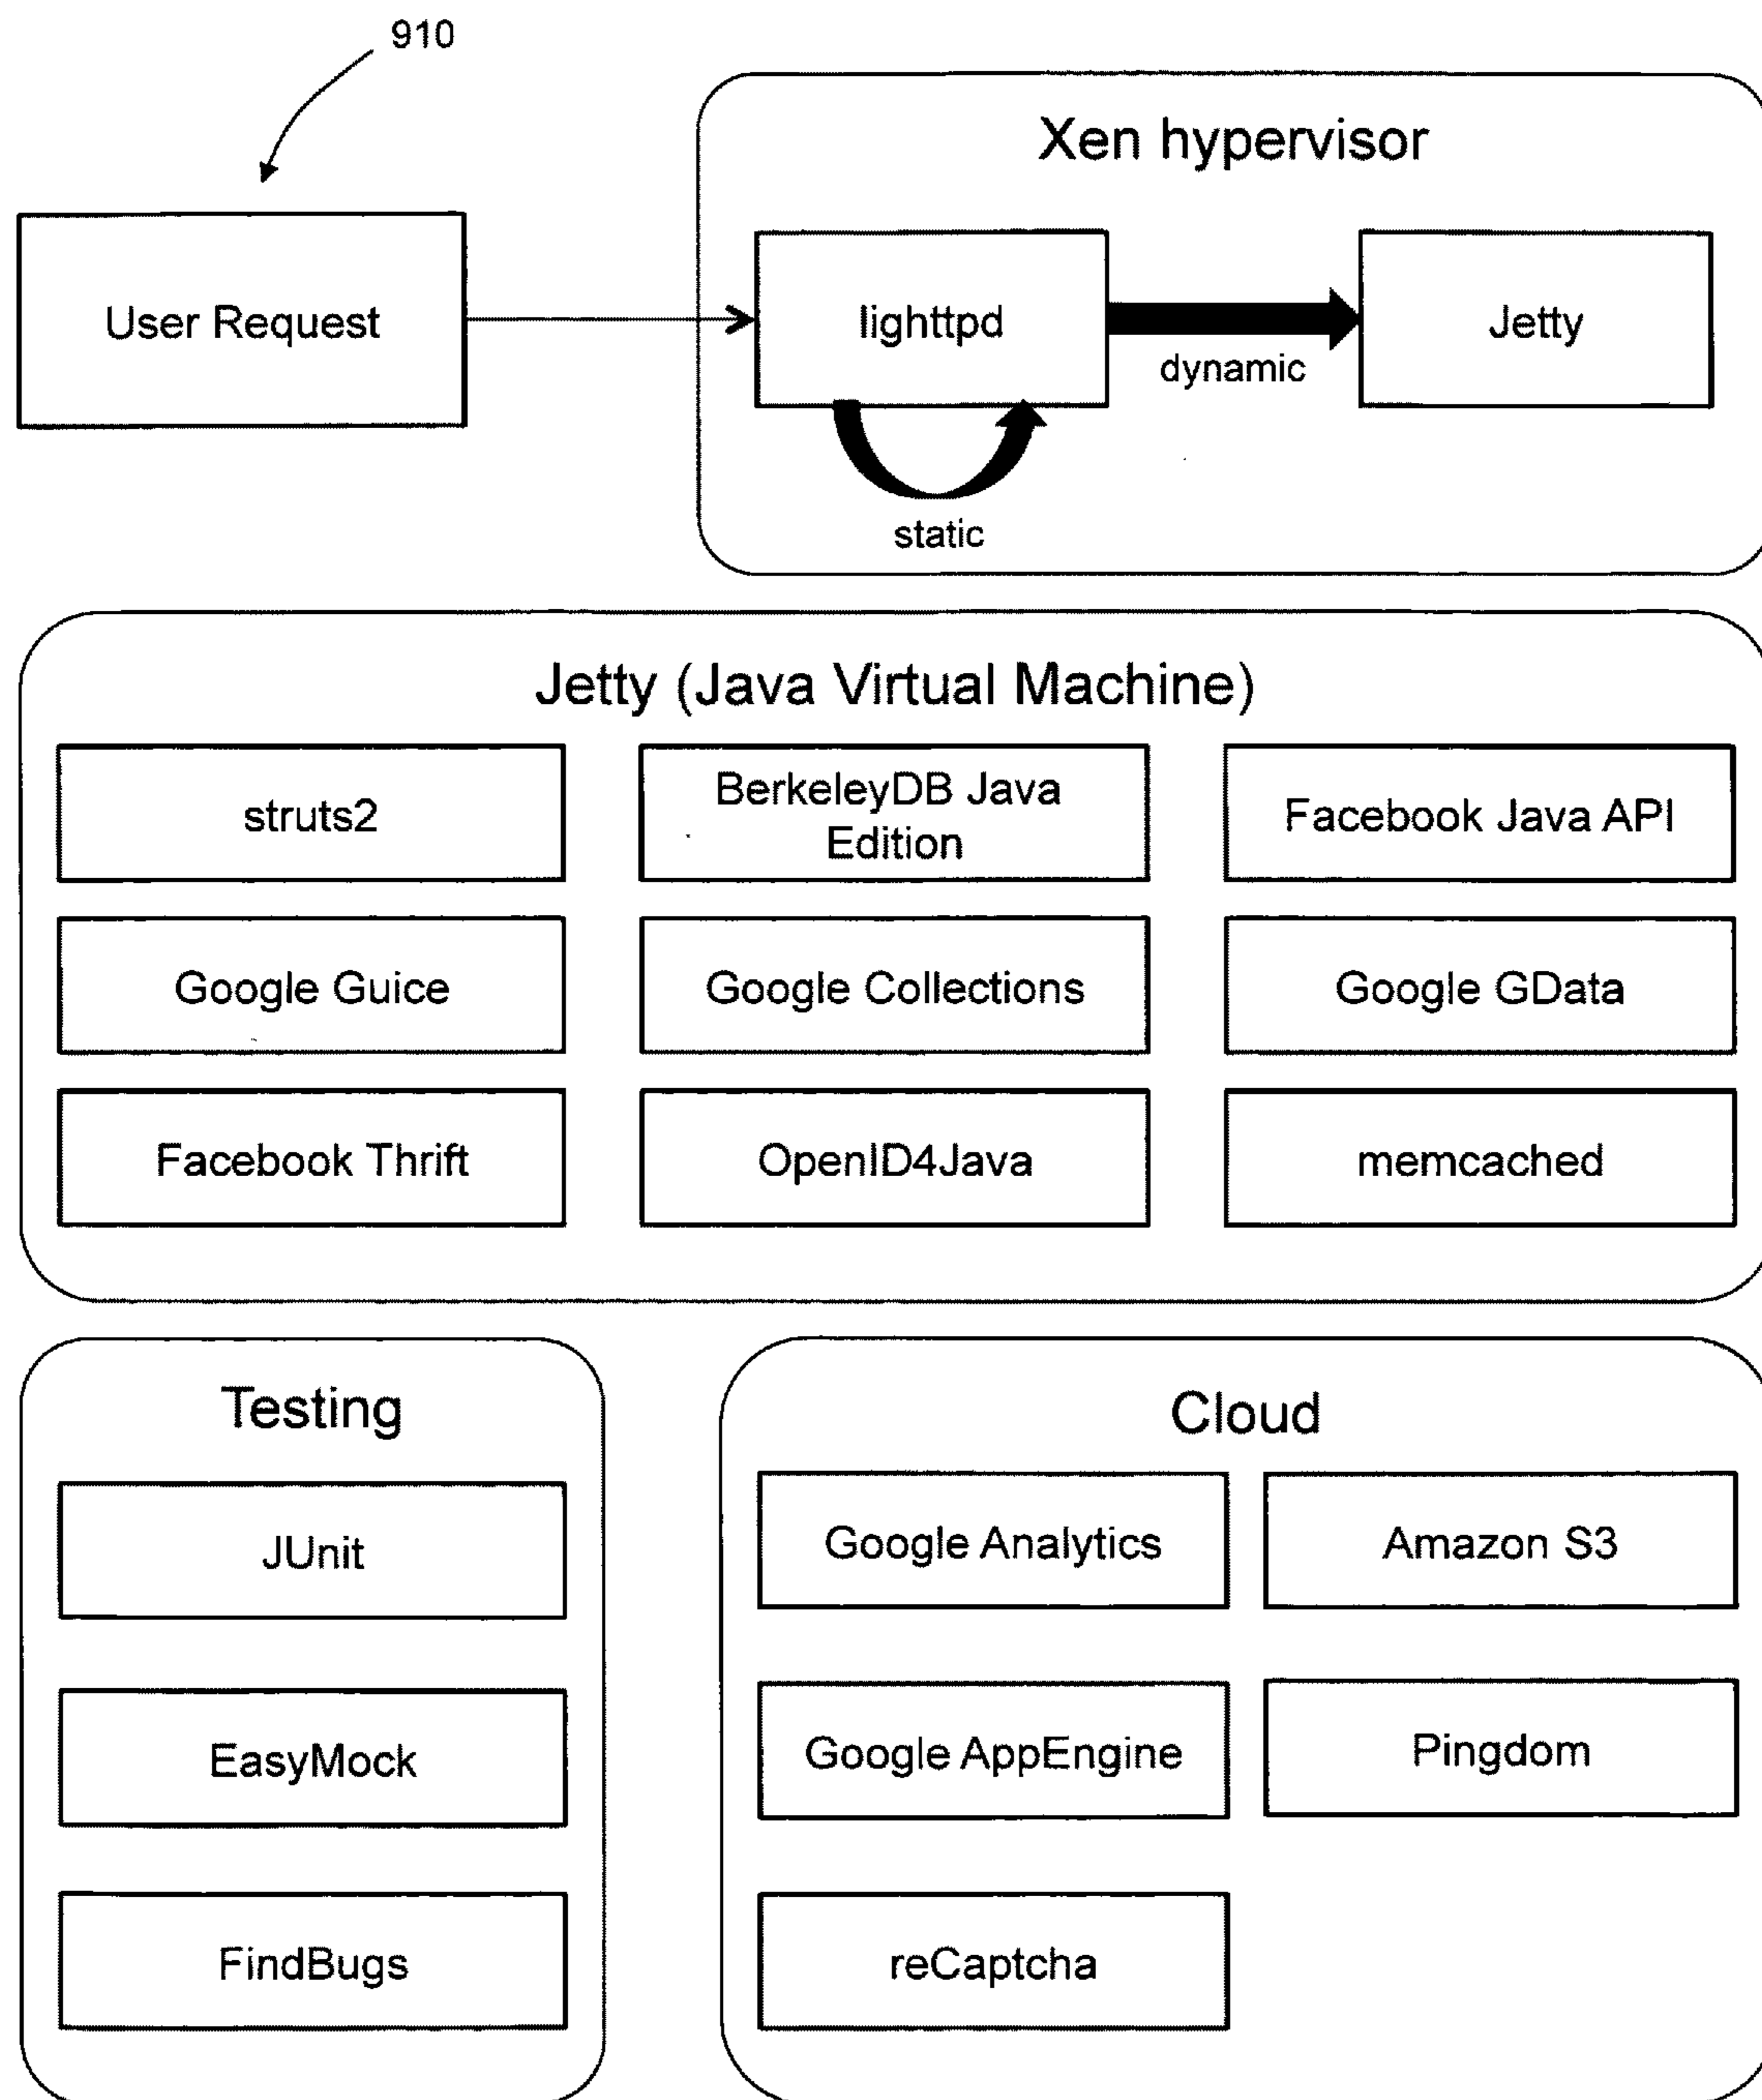 910
Xen hypervisor
User Request
lighttpd
Jetty
dynamic
static
Jetty (Java Virtual Machine)
struts2
BerkeleyDB Java
Edition
Facebook Java API
Google Guice
Google Collections
Google GData
Facebook Thrift
OpenID4Java
memcached
Testing
Cloud
JUnit
Google Analytics
Amazon S3
EasyMock
Google AppEngine
Pingdom
FindBugs
reCaptcha